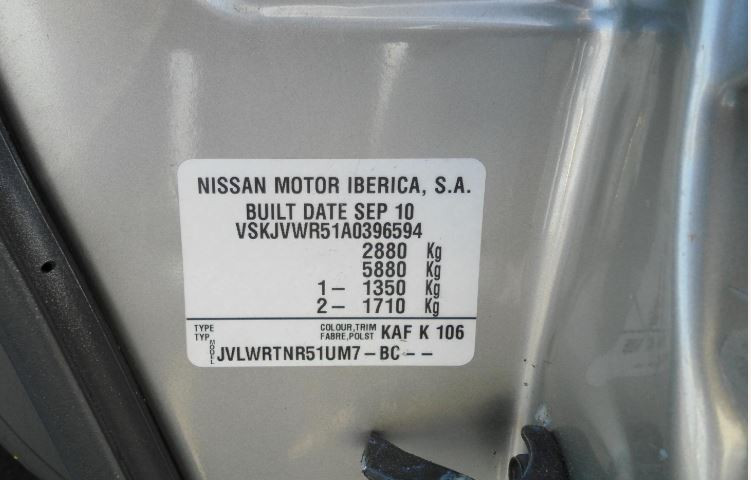 NISSAN MOTOR IBERICA, S.A.
BUILT DATE SEP 10
VSKJVWR51A0396594
2880 Kg
5880 Kg
1- 1350 Kg
2- 1710 Kg
TYPE COLOUR,TRIM
TYP FABRE,POLST KAF K 106
MODEL JVLWRTNR51UM7-BC--